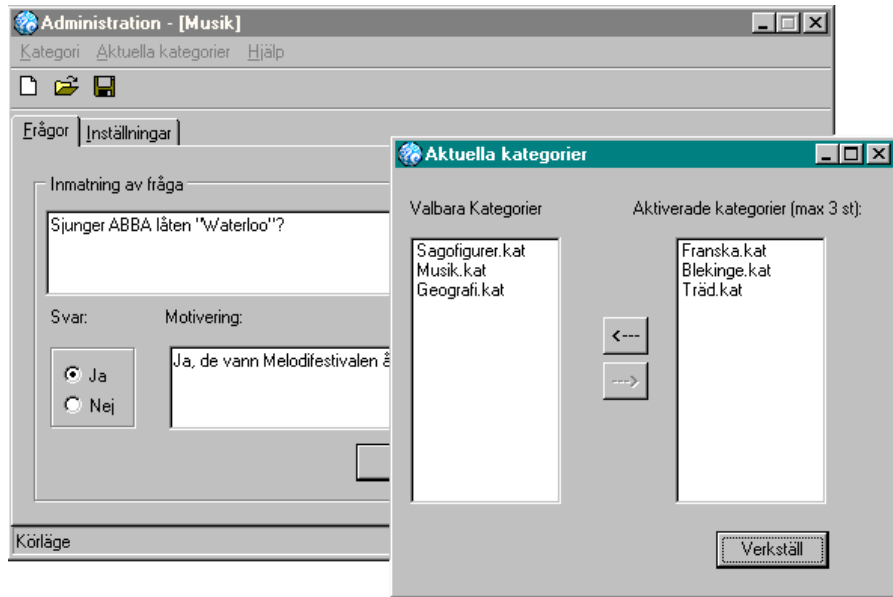 Administration - [Musik]
Kategori Aktuella kategorier Hjälp
Frågor Inställningar
Inmatning av fråga
Sjunger ABBA låten "Waterloo"?
Svar: Motivering:
Ja
Nej
Ja, de vann Melodifestivalen
Körläge
Aktuella kategorier
Valbara Kategorier Aktiverade kategorier (max 3 st):
Sagofigurer.kat
Musik.kat
Geografi.kat
Franska.kat
Blekinge.kat
Träd.kat
<---
--->
Verkställ